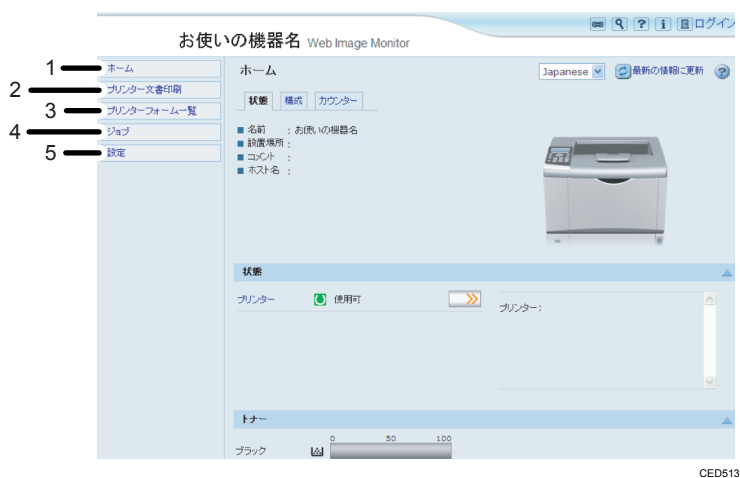 ログイン
お使いの機器名 Web Image Monitor
1 ホーム
2 プリンター文書印刷
3 プリンターフォーム一覧
4 ジョブ
5 設定
ホーム
Japanese 最新の情報に更新
状態 構成 カウンター
名前 : お使いの機器名
設置場所 :
コメント :
ホスト名 :
状態
プリンター 使用可
プリンター :
トナー
0 50 100
ブラック
CED513